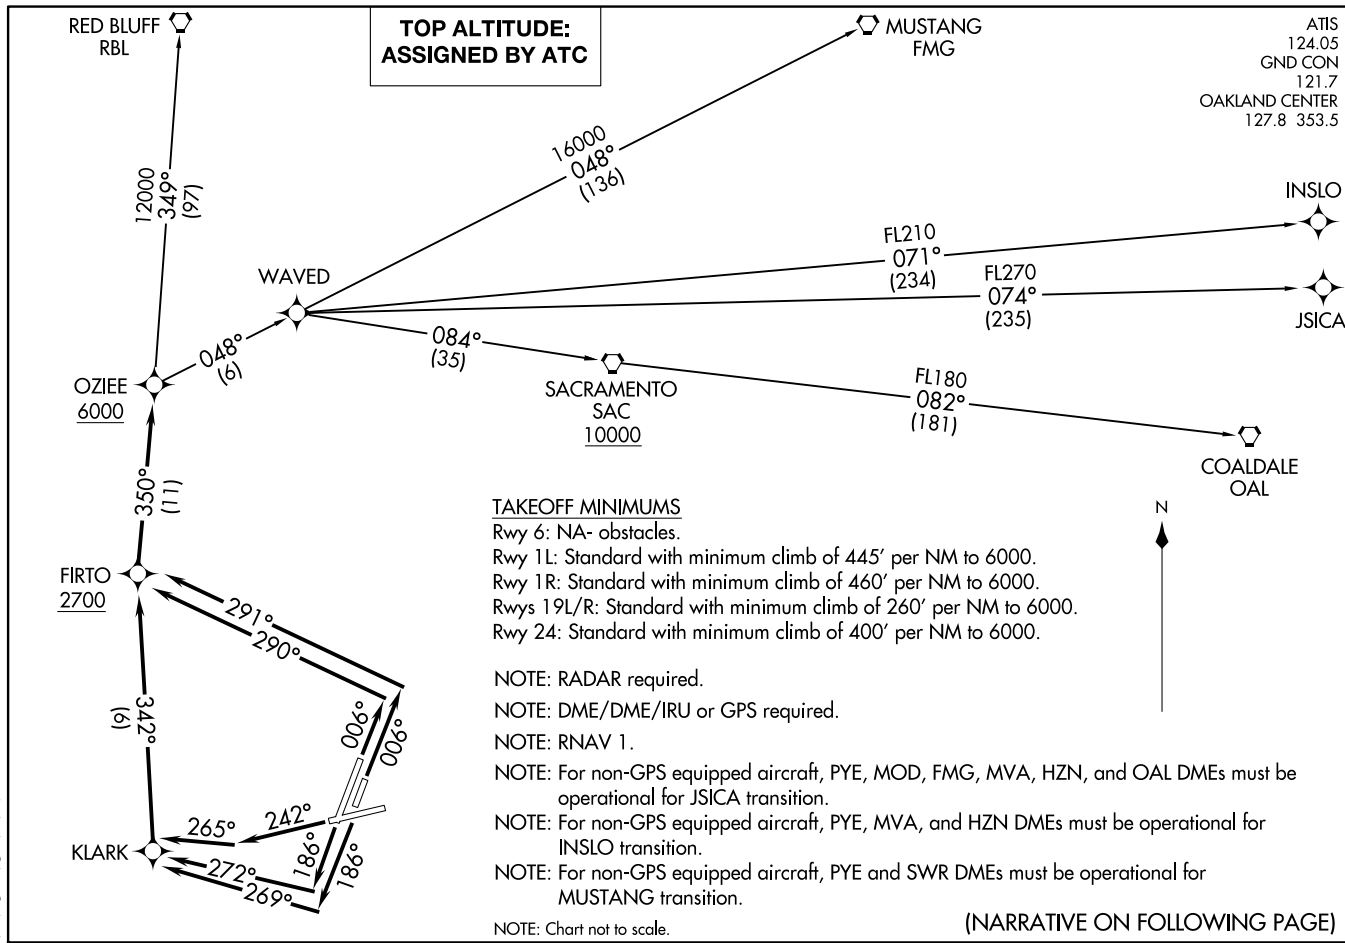 RED BLUFF
RBL
TOP ALTITUDE:
ASSIGNED BY ATC
MUSTANG
FMG
ATIS
124.05
GND CON
121.7
OAKLAND CENTER
127.8 353.5
12000
349°
(97)
16000
048°
(136)
INSLO
FL210
071°
(234)
FL270
074°
(235)
JSICA
WAVED
048°
(6)
084°
(35)
OZIEE
6000
SACRAMENTO
SAC
10000
FL180
082°
(181)
COALDALE
OAL
350°
(11)
N
TAKEOFF MINIMUMS
Rwy 6: NA- obstacles.
Rwy 1L: Standard with minimum climb of 445' per NM to 6000.
Rwy 1R: Standard with minimum climb of 460' per NM to 6000.
Rwys 19L/R: Standard with minimum climb of 260' per NM to 6000.
Rwy 24: Standard with minimum climb of 400' per NM to 6000.
FIRTO
2700
291°
290°
342°
(9)
006°
006°
242°
265°
186°
186°
KLARK
272°
269°
NOTE: RADAR required.
NOTE: DME/DME/IRU or GPS required.
NOTE: RNAV 1.
NOTE: For non-GPS equipped aircraft, PYE, MOD, FMG, MVA, HZN, and OAL DMEs must be
operational for JSICA transition.
NOTE: For non-GPS equipped aircraft, PYE, MVA, and HZN DMEs must be operational for
INSLO transition.
NOTE: For non-GPS equipped aircraft, PYE and SWR DMEs must be operational for
MUSTANG transition.
NOTE: Chart not to scale.
(NARRATIVE ON FOLLOWING PAGE)